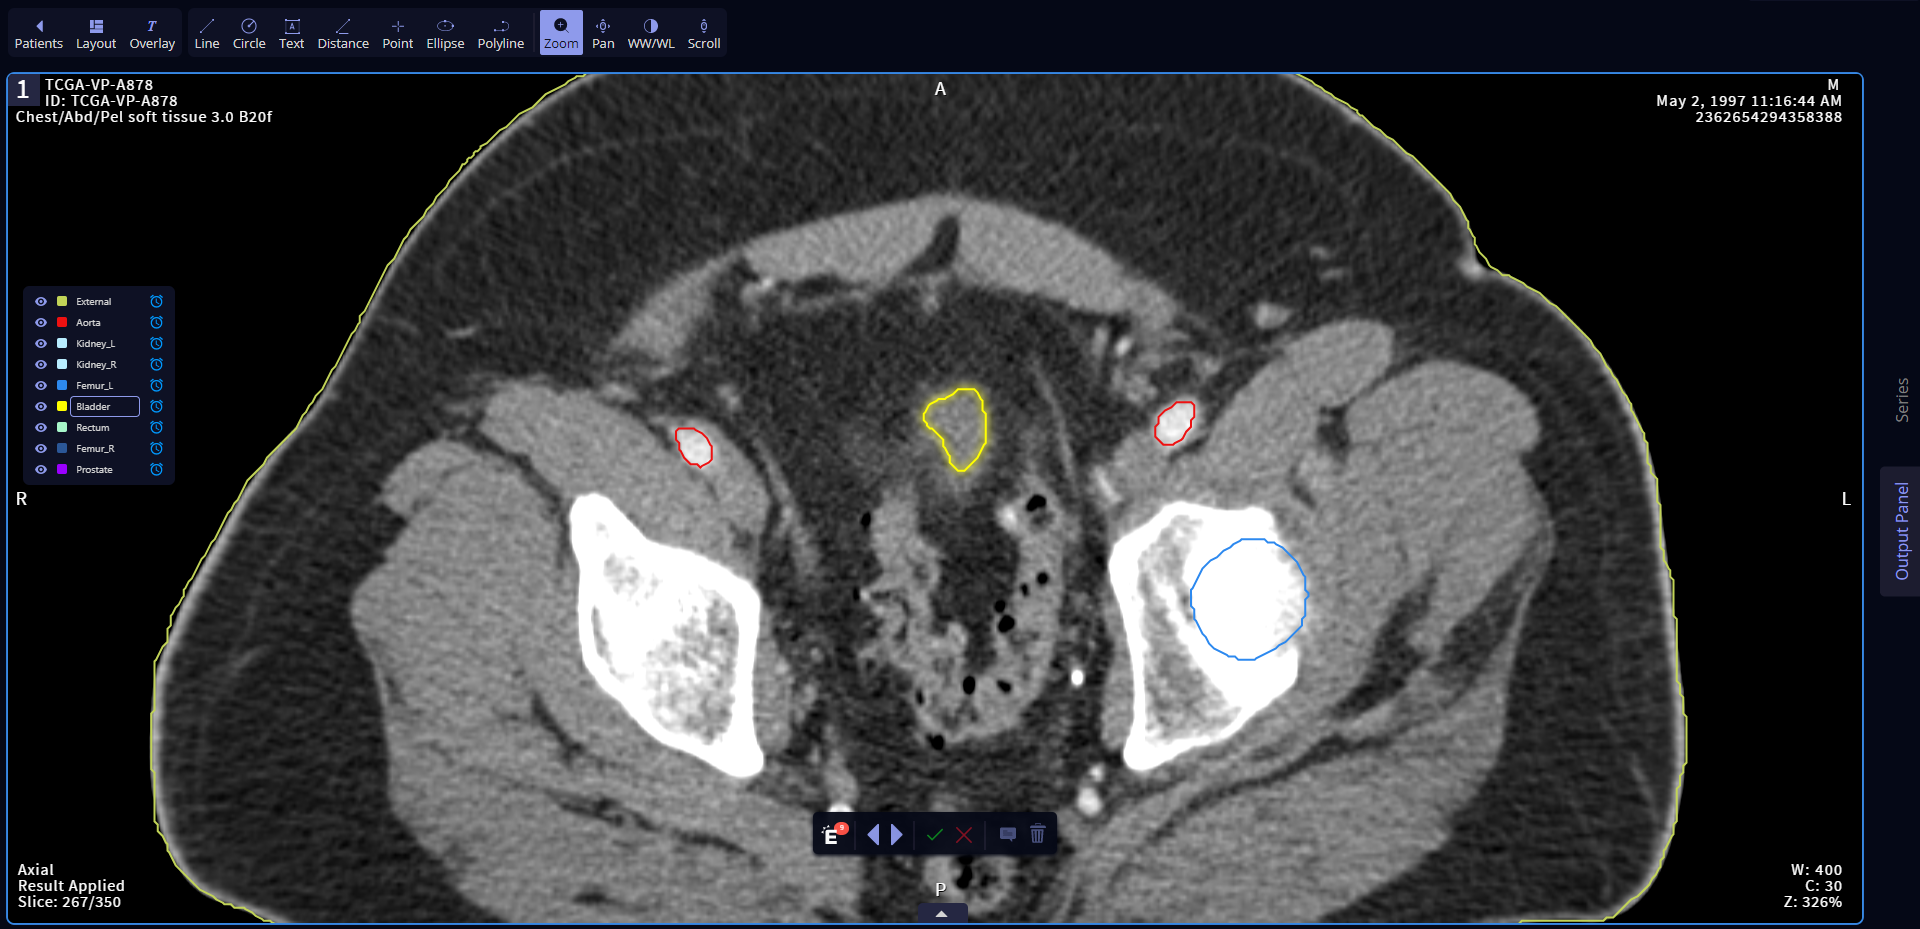 Patients Layout Overlay Line Circle Text Distance Point Ellipse Polyline Zoom Pan WW/WL Scroll
1
TCGA-VP-A878
ID: TCGA-VP-A878
Chest/Abd/Pel soft tissue 3.0 B20f
A
M
May 2, 1997 11:16:44 AM
2362654294358388
External
Aorta
Kidney_L
Kidney_R
Femur_L
Bladder
Rectum
Femur_R
Prostate
R
L
Series
Output Panel
E 9
P
Axial
Result Applied
Slice: 267/350
W: 400
C: 30
Z: 326%